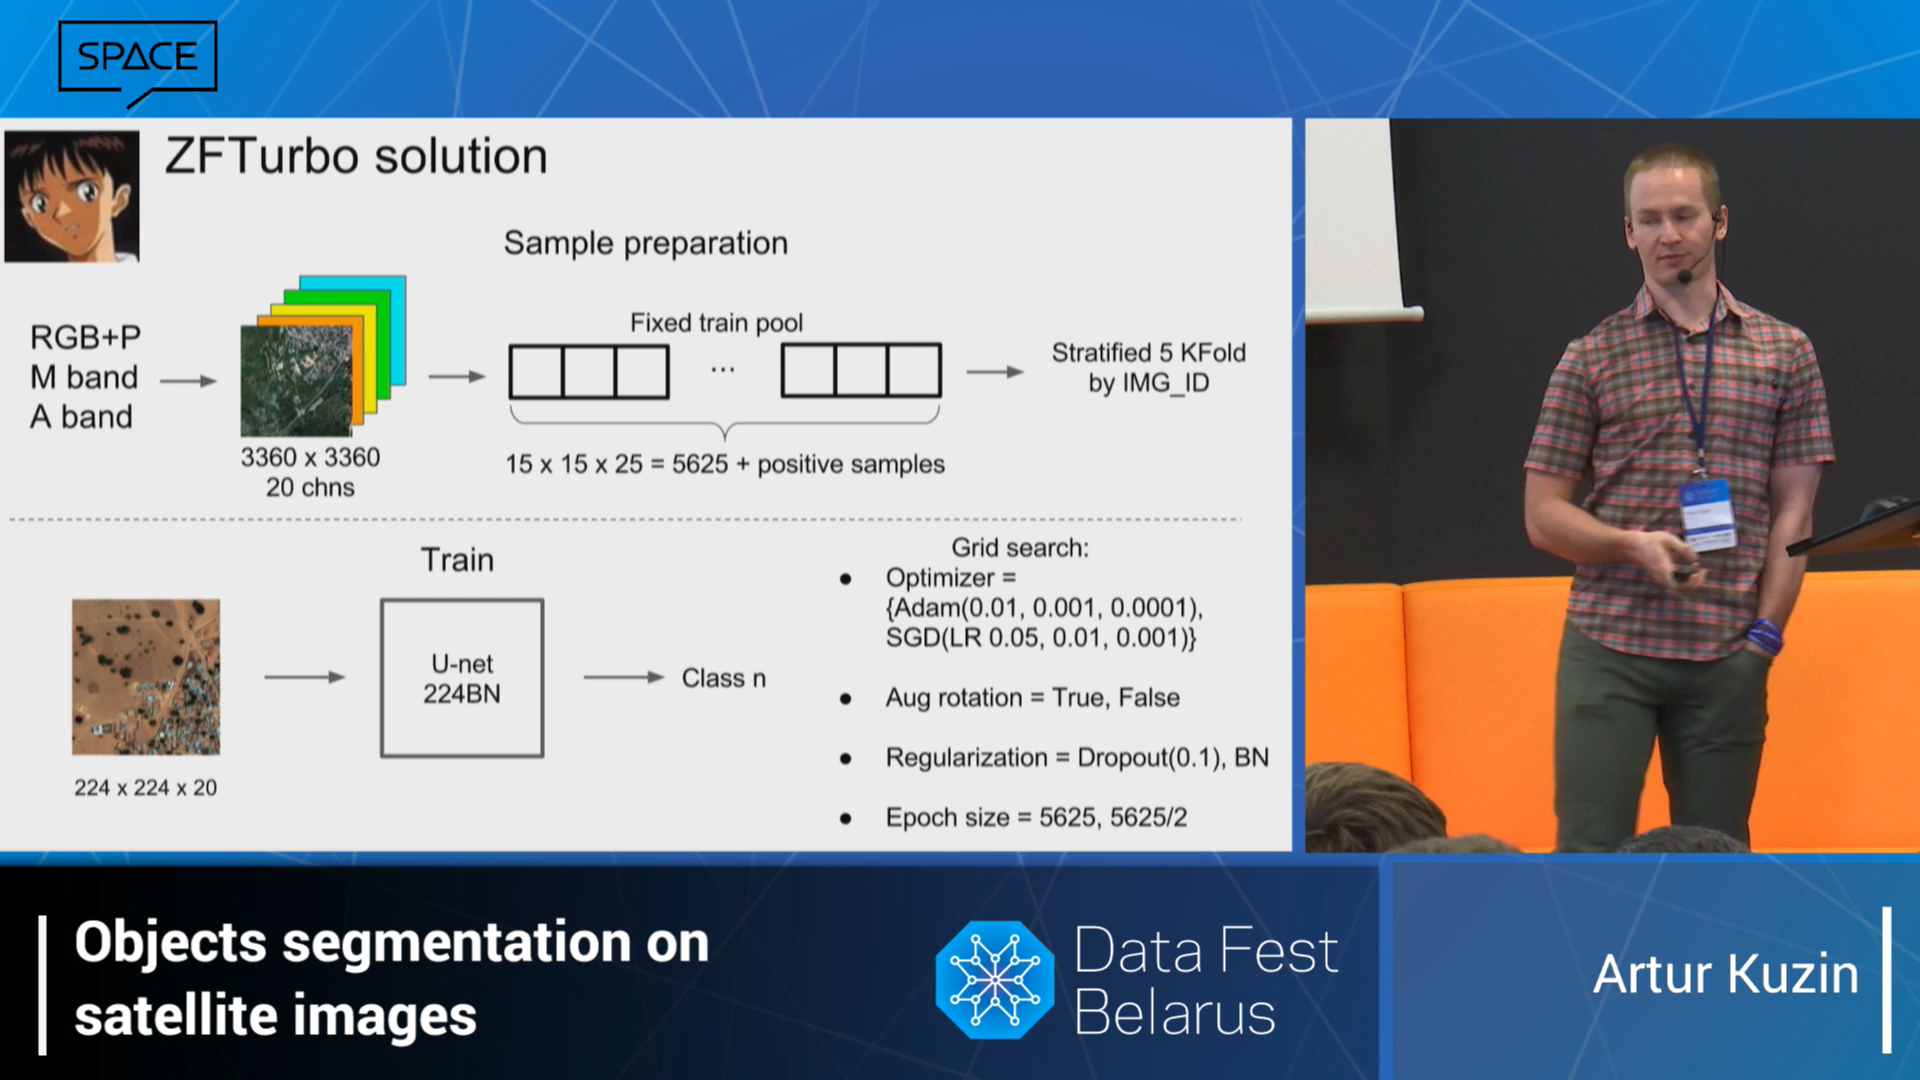 SPACE
ZFTurbo solution
Sample preparation
RGB+P
M band
A band
3360 x 3360
20 chns
Fixed train pool
...
15 x 15 x 25 = 5625 + positive samples
Stratified 5 KFold
by IMG_ID
Train
224 x 224 x 20
U-net
224BN
Class n
Grid search:
● Optimizer =
{Adam(0.01, 0.001, 0.0001),
SGD(LR 0.05, 0.01, 0.001)}
● Aug rotation = True, False
● Regularization = Dropout(0.1), BN
● Epoch size = 5625, 5625/2
Objects segmentation on
satellite images
Data Fest
Belarus
Artur Kuzin